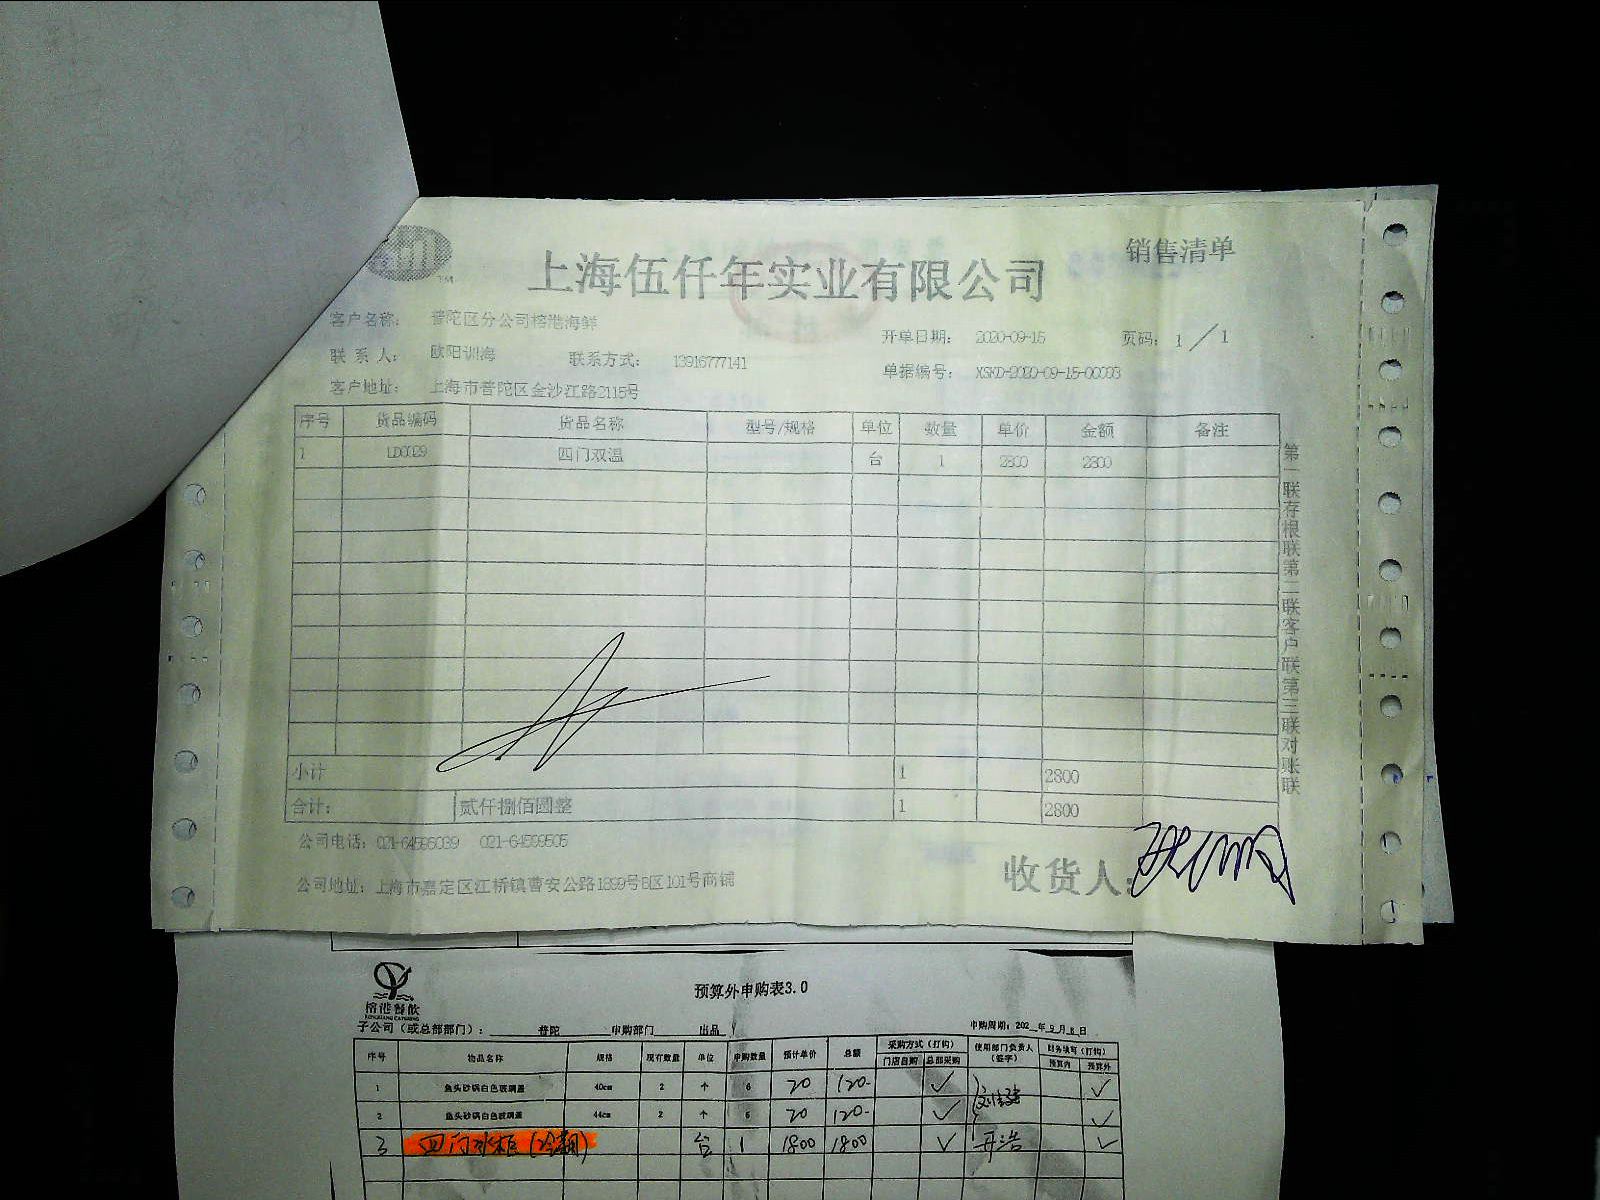 销售清单
上海伍仟年实业有限公司
客户名称: 普陀区分公司榕港海鲜
开单日期: 2020-09-15 页码: 1 / 1
联系人: 欧阳训海 联系方式: 13916777141
单据编号: XSKD-2020-09-15-00003
客户地址: 上海市普陀区金沙江路2115号
序号 货品编码 货品名称 型号/规格 单位 数量 单价 金额 备注
1 LD0029 四门双温 台 1 2800 2800
小计 1 2800
合计: 贰仟捌佰圆整 1 2800
第一联存根联第二联客户联第三联对账联
公司电话: 021-64596039 021-64599505
公司地址: 上海市嘉定区江桥镇曹安公路1899号B区101号商铺
收货人:
榕港餐飲
预算外申购表3.0
子公司（或总部部门）: 普陀 申购部门 出品 申购周期: 202_年9月8日
序号 物品名称 规格 现有数量 单位 申购数量 预计单价 总额 采购方式（打钩） 使用部门负责人（签字） 财务填写（打钩）
门店自购 总部采购 预算内 预算外
1 鱼头砂锅白色玻璃盖 40cm 2 个 6 20 120- ✓ ✓
2 鱼头砂锅白色玻璃盖 44cm 2 个 6 20 120- ✓ ✓
3 四门冰柜 台 1 1800 1800 ✓ ✓